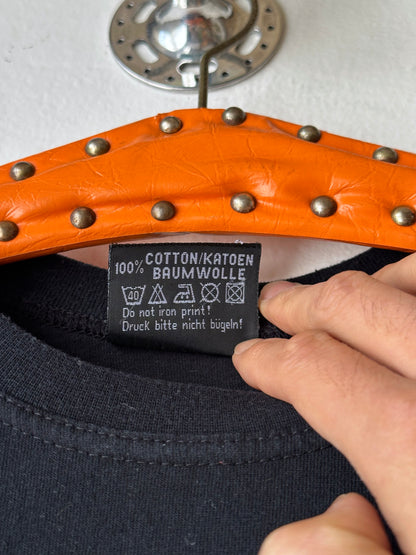 100% COTTON/KATOEN
BAUMWOLLE
40
Do not iron print!
Druck bitte nicht bügeln!